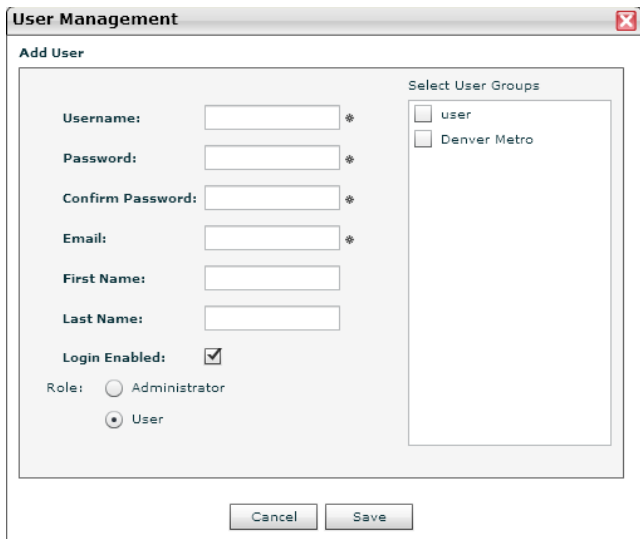 User Management
Add User
Username: *
Password: *
Confirm Password: *
Email: *
First Name:
Last Name:
Login Enabled:
Role: Administrator
User
Select User Groups
user
Denver Metro
Cancel Save